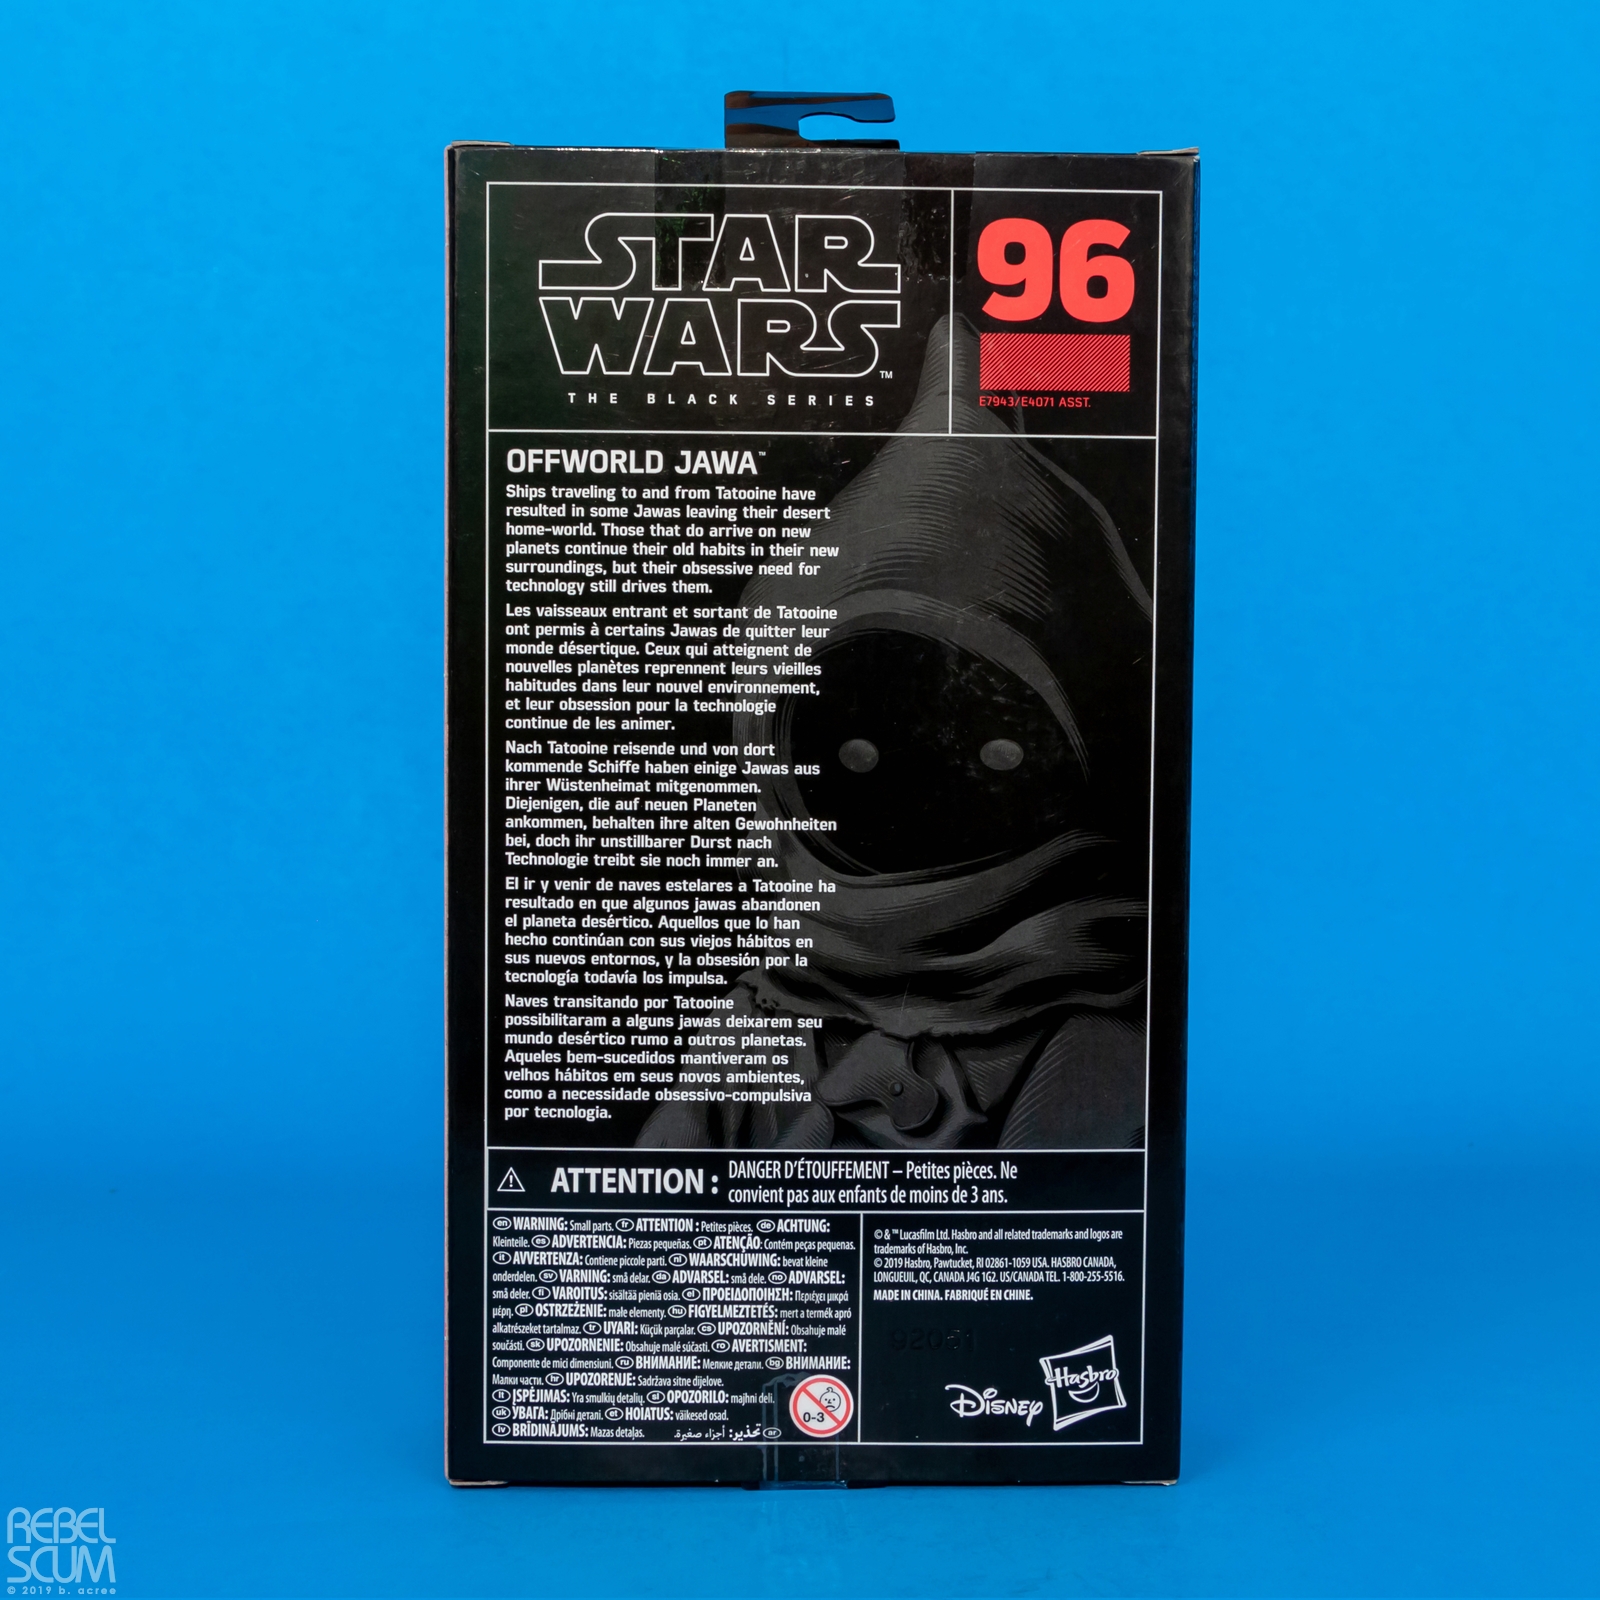 STAR
WARS™
THE BLACK SERIES
96
E7943/E4071 ASST.
OFFWORLD JAWA™
Ships traveling to and from Tatooine have
resulted in some Jawas leaving their desert
home-world. Those that do arrive on new
planets continue their old habits in their new
surroundings, but their obsessive need for
technology still drives them.
Les vaisseaux entrant et sortant de Tatooine
ont permis à certains Jawas de quitter leur
monde désertique. Ceux qui atteignent de
nouvelles planètes reprennent leurs vieilles
habitudes dans leur nouvel environnement,
et leur obsession pour la technologie
continue de les animer.
Nach Tatooine reisende und von dort
kommende Schiffe haben einige Jawas aus
ihrer Wüstenheimat mitgenommen.
Diejenigen, die auf neuen Planeten
ankommen, behalten ihre alten Gewohnheiten
bei, doch ihr unstillbarer Durst nach
Technologie treibt sie noch immer an.
El ir y venir de naves estelares a Tatooine ha
resultado en que algunos jawas abandonen
el planeta desértico. Aquellos que lo han
hecho continúan con sus viejos hábitos en
sus nuevos entornos, y la obsesión por la
tecnología todavía los impulsa.
Naves transitando por Tatooine
possibilitaram a alguns jawas deixarem seu
mundo desértico rumo a outros planetas.
Aqueles bem-sucedidos mantiveram os
velhos hábitos em seus novos ambientes,
como a necessidade obsessivo-compulsiva
por tecnologia.
ATTENTION : DANGER D'ÉTOUFFEMENT – Petites pièces. Ne
convient pas aux enfants de moins de 3 ans.
en WARNING: Small parts. fr ATTENTION : Petites pièces. de ACHTUNG:
Kleinteile. es ADVERTENCIA: Piezas pequeñas. pt ATENÇÃO: Contém peças pequenas.
it AVVERTENZA: Contiene piccole parti. nl WAARSCHUWING: bevat kleine
onderdelen. sv VARNING: små delar. da ADVARSEL: små dele. no ADVARSEL:
små deler. fi VAROITUS: sisältää pieniä osia. el ΠΡΟΕΙΔΟΠΟΙΗΣΗ: Περιέχει μικρά
μέρη. pl OSTRZEŻENIE: małe elementy. hu FIGYELMEZTETÉS: mert a termék apró
alkatrészeket tartalmaz. tr UYARI: Küçük parçalar. cs UPOZORNĚNÍ: Obsahuje malé
součásti. sk UPOZORNENIE: Obsahuje malé súčasti. ro AVERTISMENT:
Componente de mici dimensiuni. ru ВНИМАНИЕ: Мелкие детали. bg ВНИМАНИЕ:
Малки части. hr UPOZORENJE: Sadržava sitne dijelove.
lt ĮSPĖJIMAS: Yra smulkių detalių. sl OPOZORILO: majhni deli.
uk УВАГА: Дрібні деталі. et HOIATUS: väikesed osad.
lv BRĪDINĀJUMS: Mazas detaļas. ar تحذير: أجزاء صغيرة.
0-3
© & ™ Lucasfilm Ltd. Hasbro and all related trademarks and logos are
trademarks of Hasbro, Inc.
© 2019 Hasbro, Pawtucket, RI 02861-1059 USA. HASBRO CANADA,
LONGUEUIL, QC, CANADA J4G 1G2. US/CANADA TEL. 1-800-255-5516.
MADE IN CHINA. FABRIQUÉ EN CHINE.
Disney
Hasbro
REBEL
SCUM
© 2019 b. acree